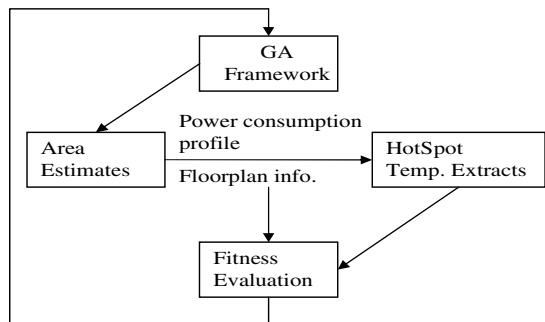 GA
Framework
Power consumption
profile
Area
Estimates
Floorplan info.
HotSpot
Temp. Extracts
Fitness
Evaluation